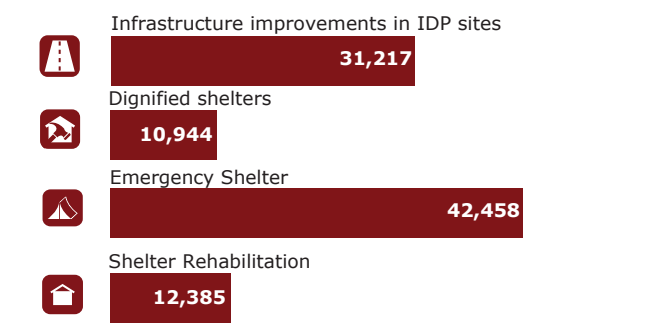 Infrastructure improvements in IDP sites
31,217
Dignified shelters
10,944
Emergency Shelter
42,458
Shelter Rehabilitation
12,385